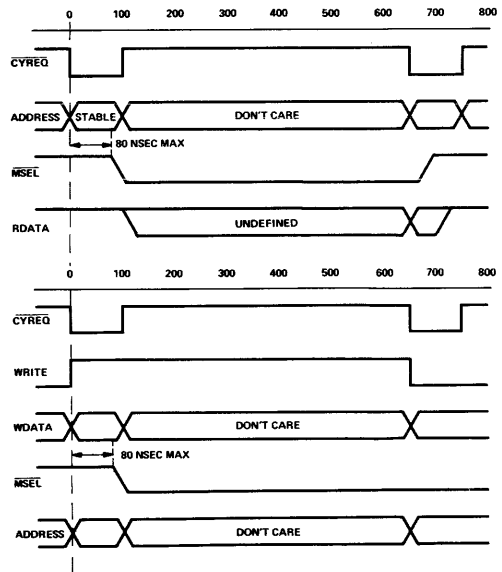 0 100 200 300 400 500 600 700 800
CYREQ
ADDRESS STABLE DON'T CARE
80 NSEC MAX
MSEL
RDATA UNDEFINED
0 100 200 300 400 500 600 700 800
CYREQ
WRITE
WDATA DON'T CARE
80 NSEC MAX
MSEL
ADDRESS DON'T CARE